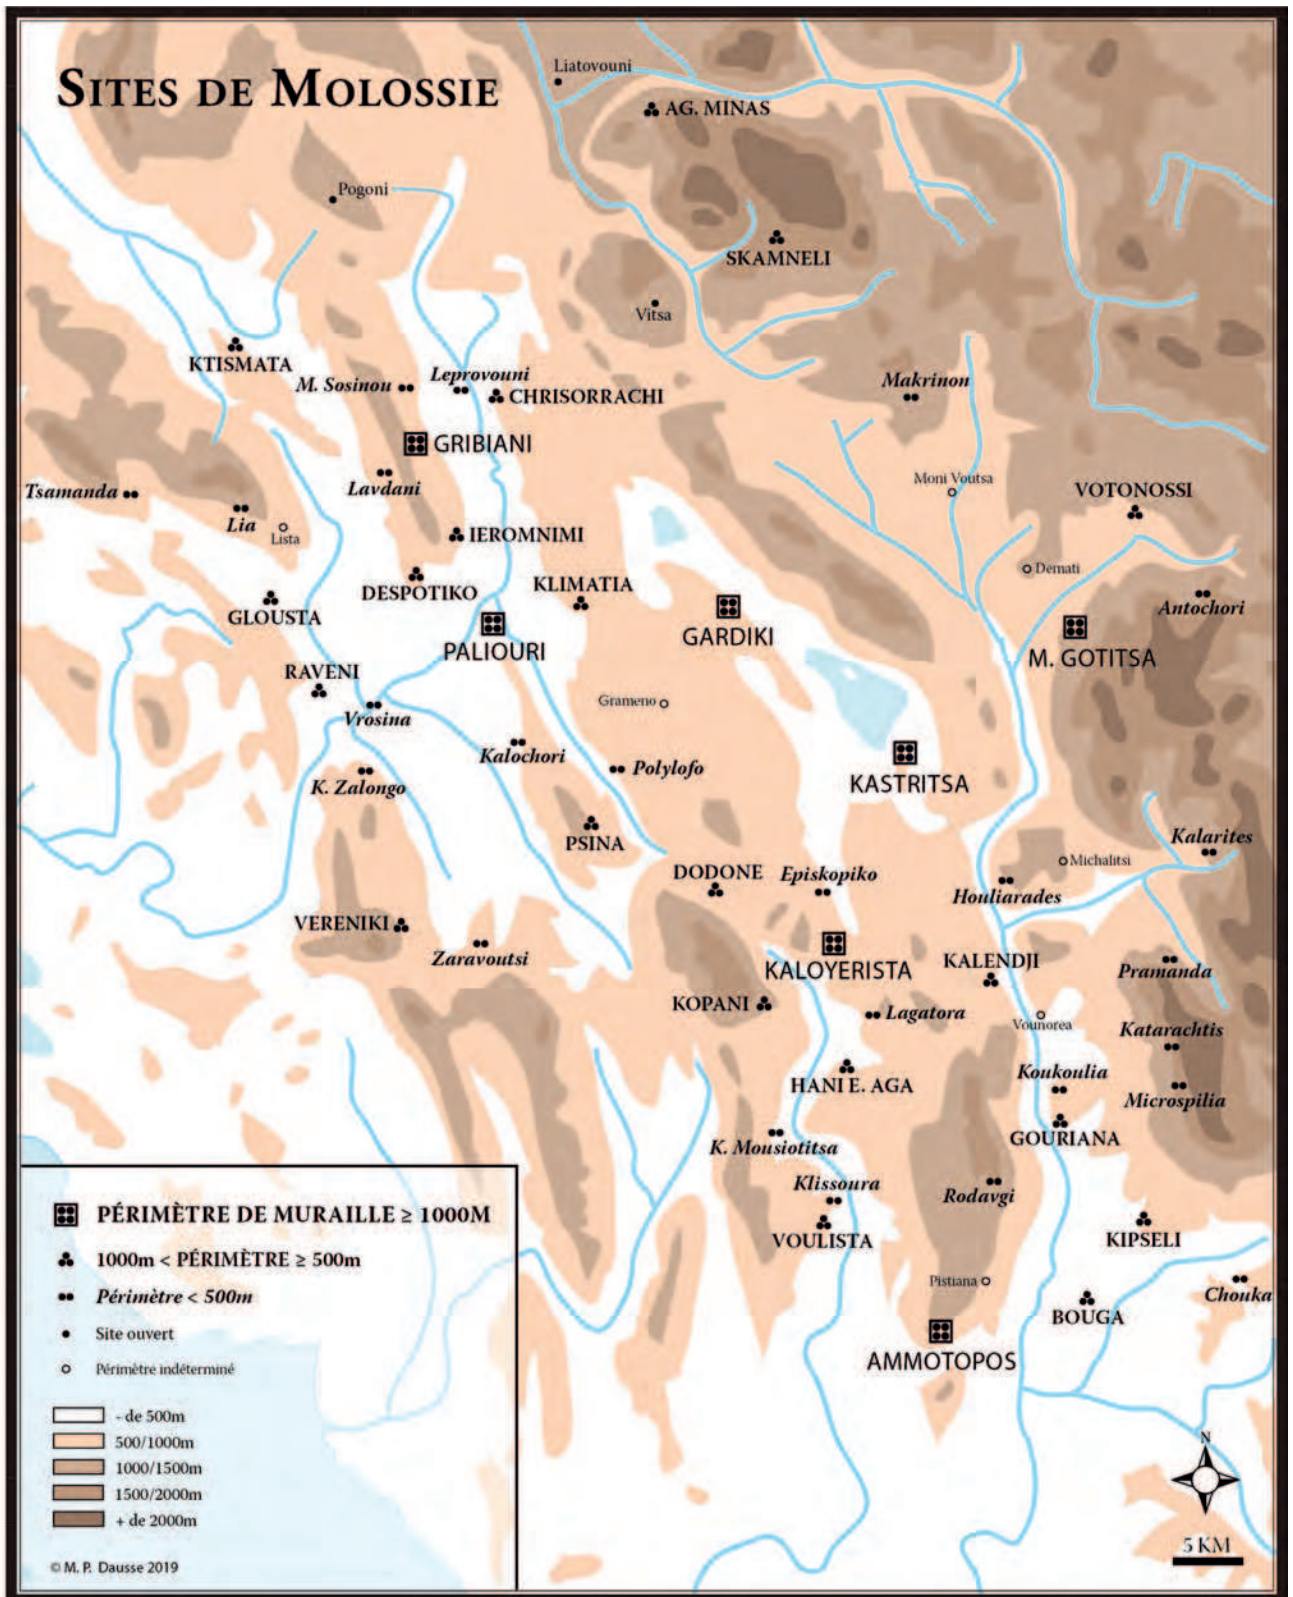 SITES DE MOLOSSIE
Liatovouni
AG. MINAS
Pogoni
SKAMNELI
Vitsa
KTISMATA
M. Sosinou
Leprovouni
CHRISORRACHI
Makrinon
GRIBIANI
Moni Voutsa
VOTONOSSI
Tsamanda
Lavdani
Lia
Lista
IEROMNIMI
Demati
DESPOTIKO
KLIMATIA
Antochori
GLOUSTA
GARDIKI
PALIOURI
M. GOTITSA
RAVENI
Grameno
Vrosina
Kalochori
Polylofo
KASTRITSA
K. Zalongo
PSINA
Kalarites
Michalitsi
DODONE
Episkopiko
Houliarades
VERENIKI
Zaravoutsi
KALOYERISTA
KALENDJI
Pramanda
KOPANI
Lagatora
Vounorea
Katarachtis
Koukoulia
HANI E. AGA
Microspilia
GOURIANA
K. Mousiotitsa
Klissoura
Rodavgi
VOULISTA
KIPSELI
Pistiana
Chouka
BOUGA
AMMOTOPOS
PÉRIMÈTRE DE MURAILLE ≥ 1000M
1000m < PÉRIMÈTRE ≥ 500m
Périmètre < 500m
Site ouvert
Périmètre indéterminé
- de 500m
500/1000m
1000/1500m
1500/2000m
+ de 2000m
© M. P. Dausse 2019
N
5 KM